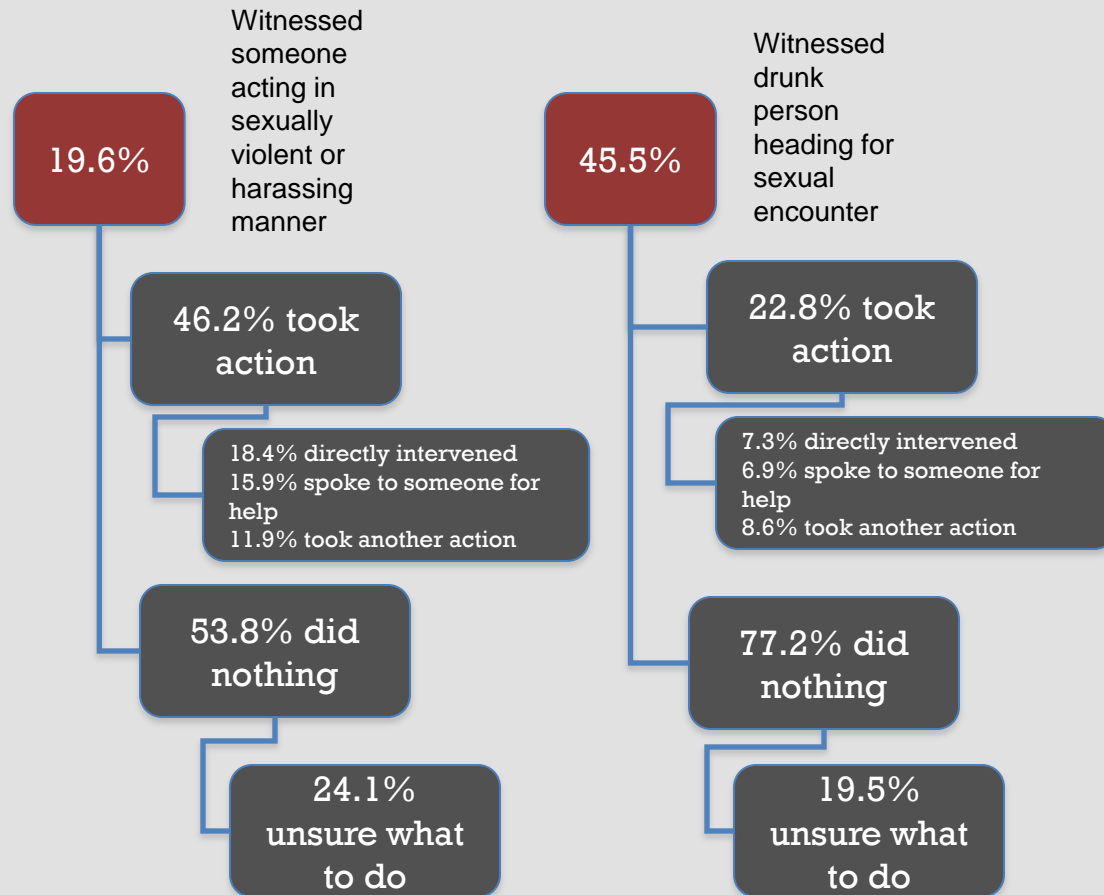 Witnessed
someone
acting in
sexually
violent or
harassing
manner
19.6%
46.2% took
action
18.4% directly intervened
15.9% spoke to someone for
help
11.9% took another action
53.8% did
nothing
24.1%
unsure what
to do
Witnessed
drunk
person
heading for
sexual
encounter
45.5%
22.8% took
action
7.3% directly intervened
6.9% spoke to someone for
help
8.6% took another action
77.2% did
nothing
19.5%
unsure what
to do